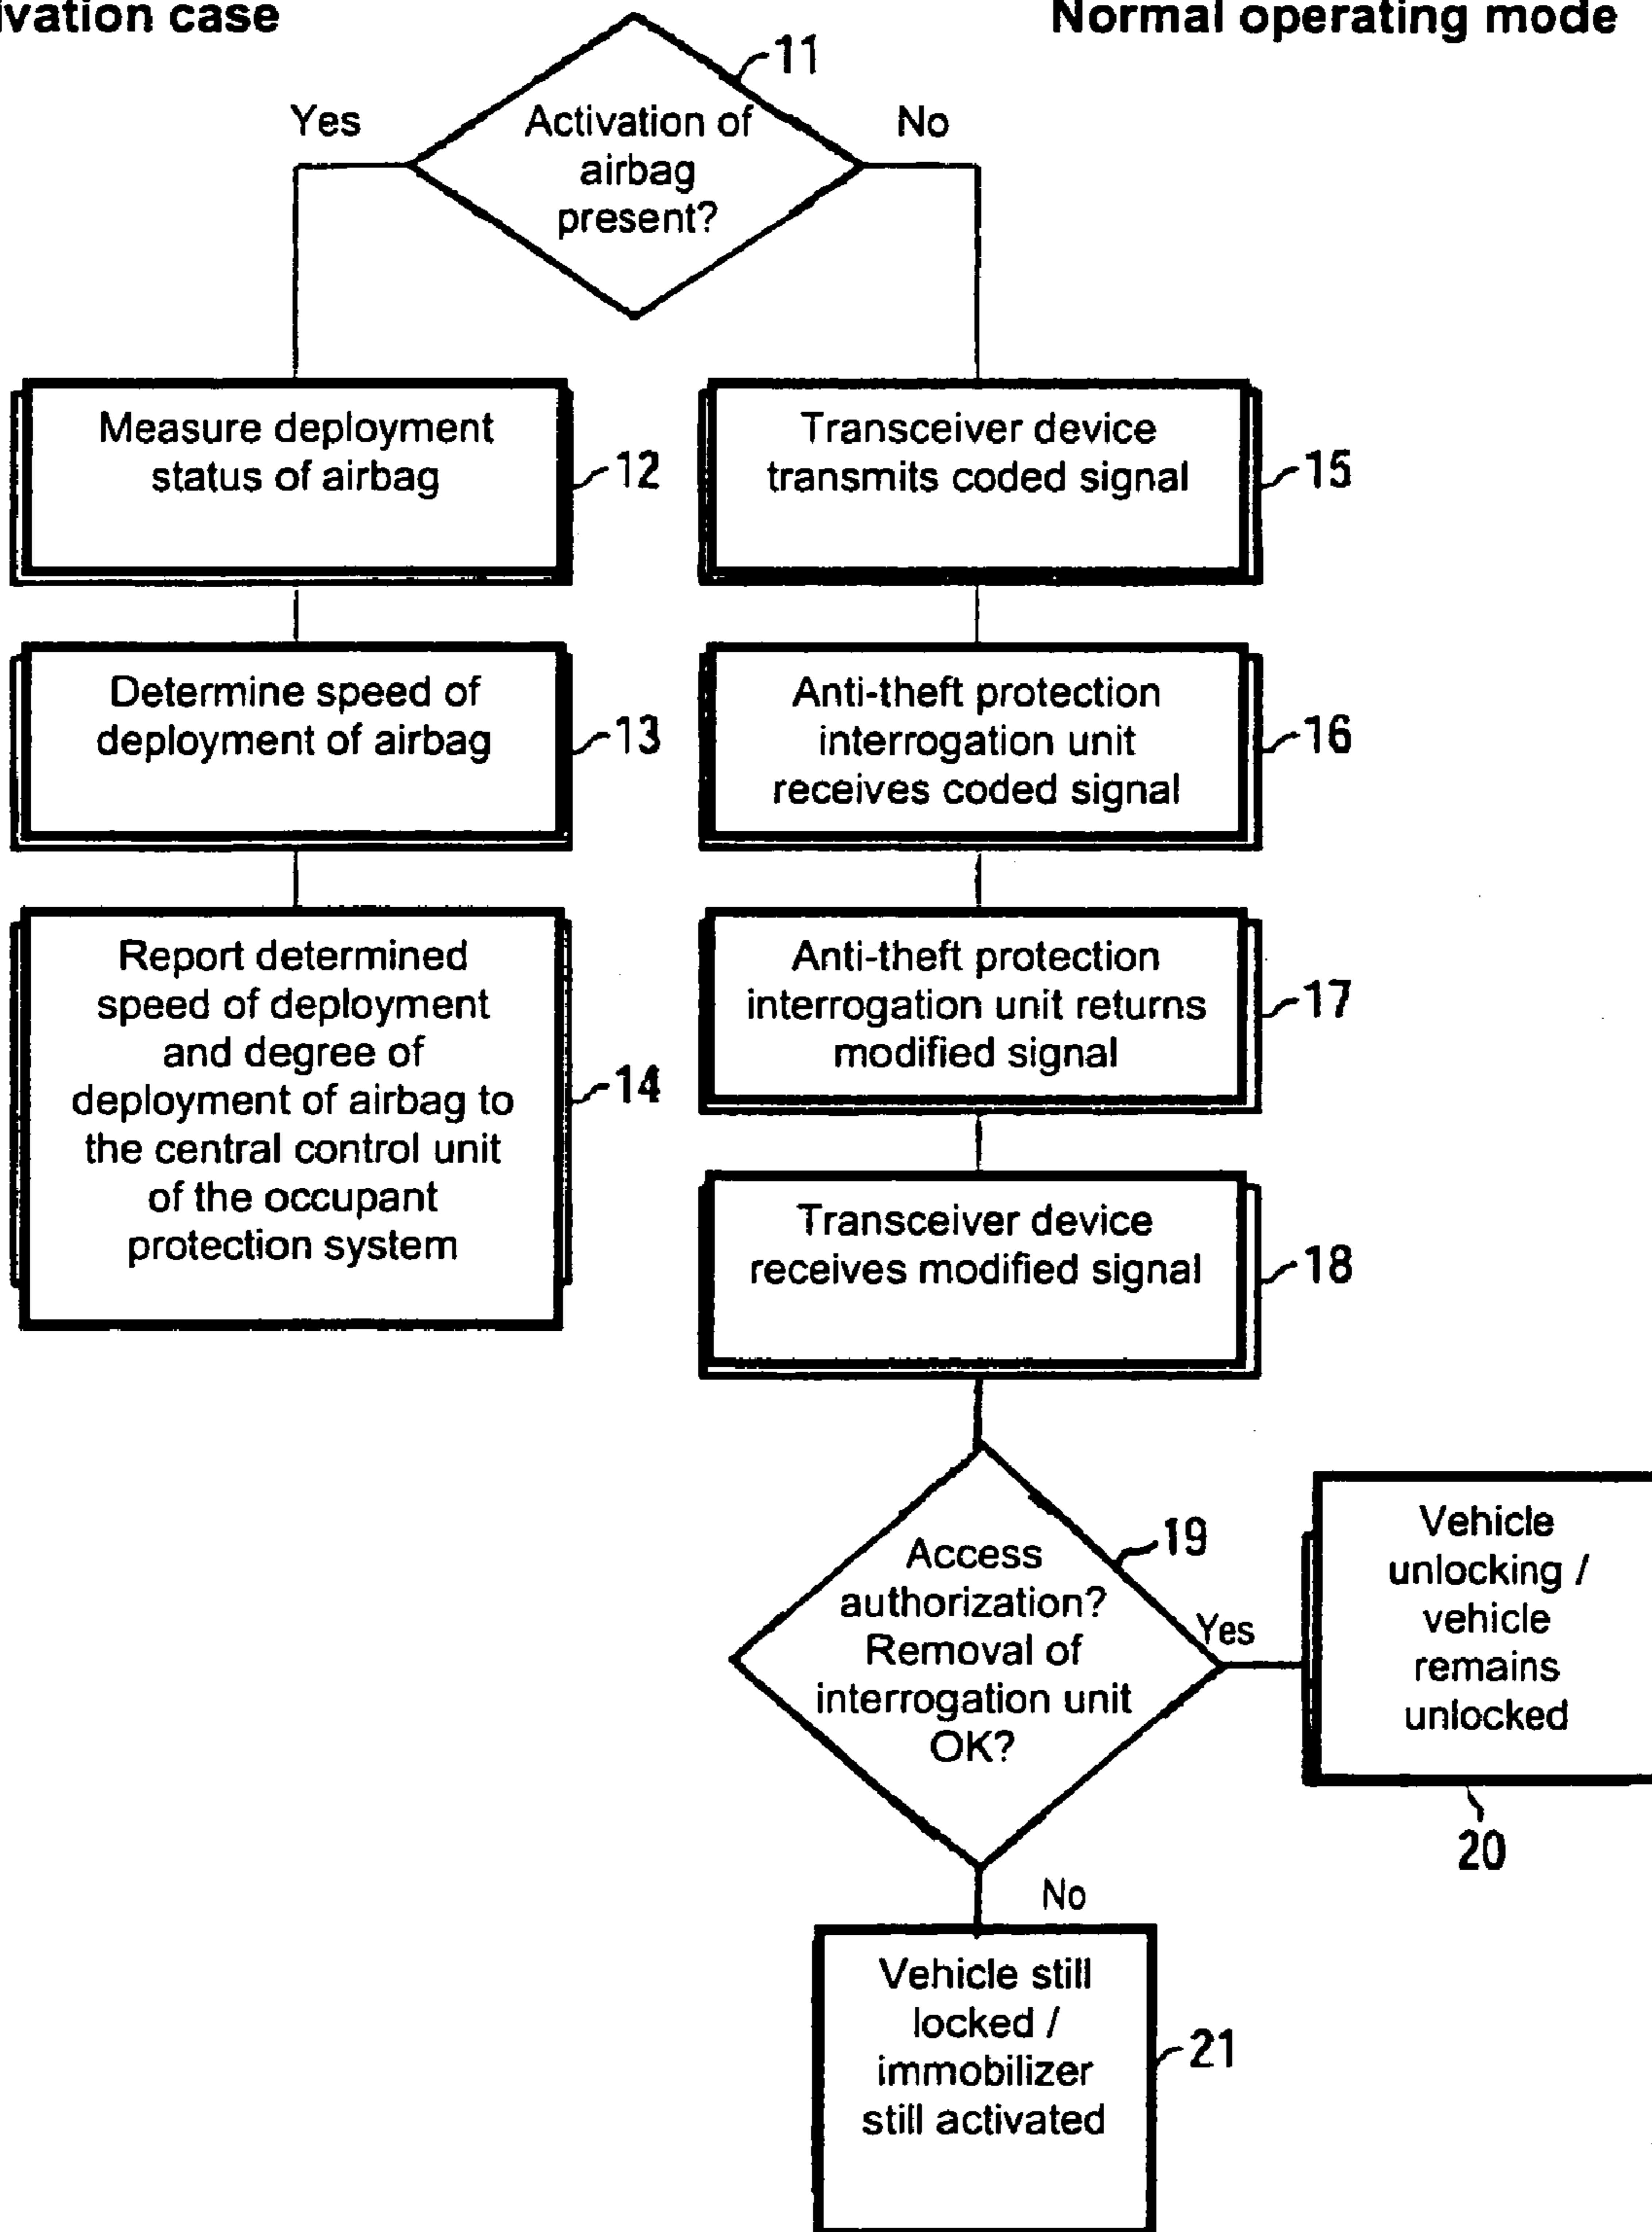 case
Normal operating mode
11
Yes
Activation of
airbag
present?
No
Measure deployment
status of airbag
12
Determine speed of
deployment of airbag
13
Report determined
speed of deployment
and degree of
deployment of airbag to
the central control unit
of the occupant
protection system
14
Transceiver device
transmits coded signal
15
Anti-theft protection
interrogation unit
receives coded signal
16
Anti-theft protection
interrogation unit returns
modified signal
17
Transceiver device
receives modified signal
18
Access
authorization?
Removal of
interrogation unit
OK?
19
Yes
Vehicle
unlocking /
vehicle
remains
unlocked
20
No
Vehicle still
locked /
immobilizer
still activated
21